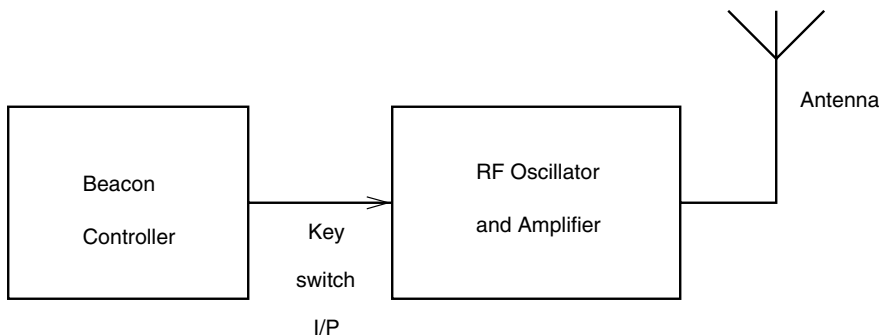 Beacon
Controller
Key
switch
I/P
RF Oscillator
and Amplifier
Antenna